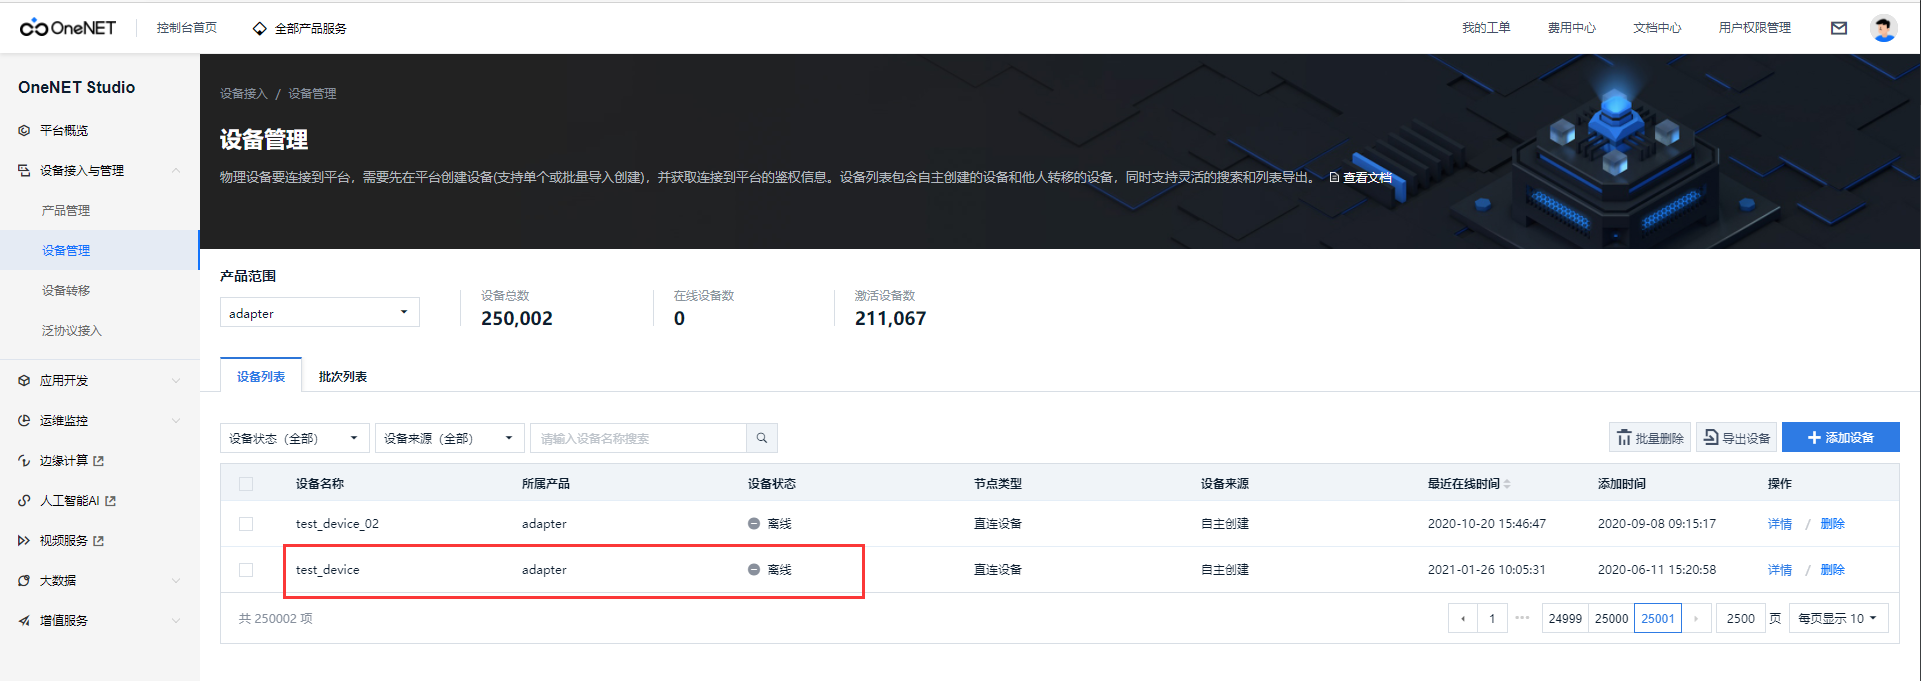 OneNET 控制台首页 全部产品服务 我的工单 费用中心 文档中心 用户权限管理
OneNET Studio
平台概览
设备接入与管理
产品管理
设备管理
设备转移
泛协议接入
应用开发
运维监控
边缘计算
人工智能AI
视频服务
大数据
增值服务
设备接入 / 设备管理
设备管理
物理设备要连接到平台，需要先在平台创建设备(支持单个或批量导入创建)，并获取连接到平台的鉴权信息。设备列表包含自主创建的设备和他人转移的设备，同时支持灵活的搜索和列表导出。 查看文档
产品范围
adapter
设备总数
250,002
在线设备数
0
激活设备数
211,067
设备列表 批次列表
设备状态（全部） 设备来源（全部） 请输入设备名称搜索 批量删除 导出设备 添加设备
设备名称 所属产品 设备状态 节点类型 设备来源 最近在线时间 添加时间 操作
test_device_02 adapter 离线 直连设备 自主创建 2020-10-20 15:46:47 2020-09-08 09:15:17 详情 / 删除
test_device adapter 离线 直连设备 自主创建 2021-01-26 10:05:31 2020-06-11 15:20:58 详情 / 删除
共 250002 项 1 ··· 24999 25000 25001 2500 页 每页显示 10